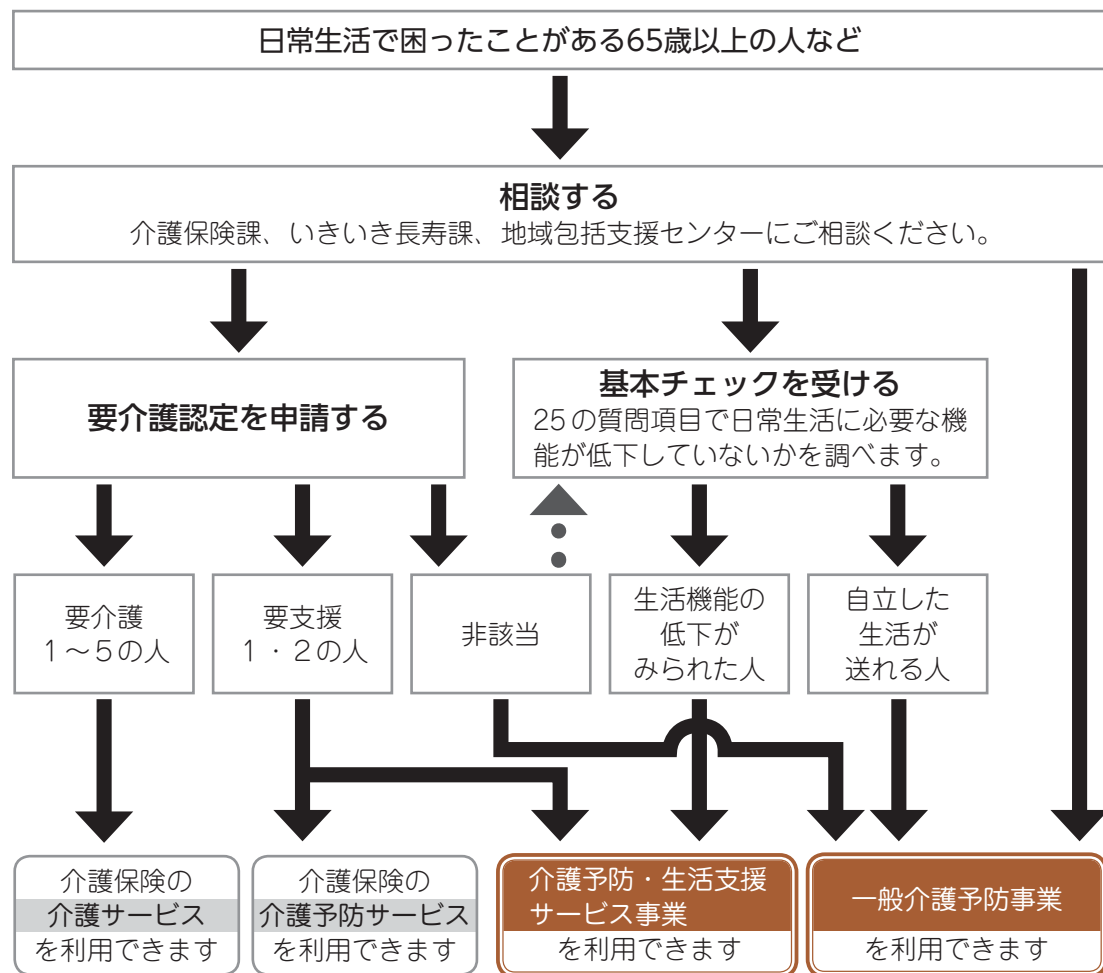 日常生活で困ったことがある65歳以上の人など
相談する
介護保険課、いきいき長寿課、地域包括支援センターにご相談ください。
要介護認定を申請する
基本チェックを受ける
25の質問項目で日常生活に必要な機
能が低下していないかを調べます。
要介護
1～5の人
要支援
1・2の人
非該当
生活機能の
低下が
みられた人
自立した
生活が
送れる人
介護保険の
介護サービス
を利用できます
介護保険の
介護予防サービス
を利用できます
介護予防・生活支援
サービス事業
を利用できます
一般介護予防事業
を利用できます